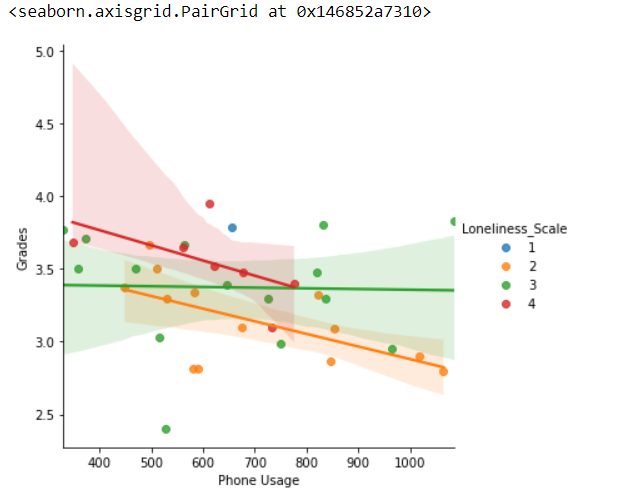 <seaborn.axisgrid.PairGrid at 0x146852a7310>
5.0
4.5
4.0
3.5
3.0
2.5
Grades
400 500 600 700 800 900 1000
Phone Usage
Loneliness_Scale
1
2
3
4